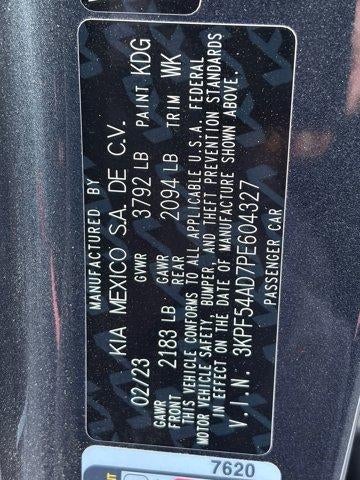 MANUFACTURED BY
KIA MEXICO S.A. DE C.V.
02/23 GVWR 3792 LB PAINT KDG
GAWR FRONT 2183 LB GAWR REAR 2094 LB TRIM WK
THIS VEHICLE CONFORMS TO ALL APPLICABLE U.S.A. FEDERAL
MOTOR VEHICLE SAFETY, BUMPER, AND THEFT PREVENTION STANDARDS
IN EFFECT ON THE DATE OF MANUFACTURE SHOWN ABOVE.
V.I.N. 3KPF54AD7PE604327
PASSENGER CAR
7620